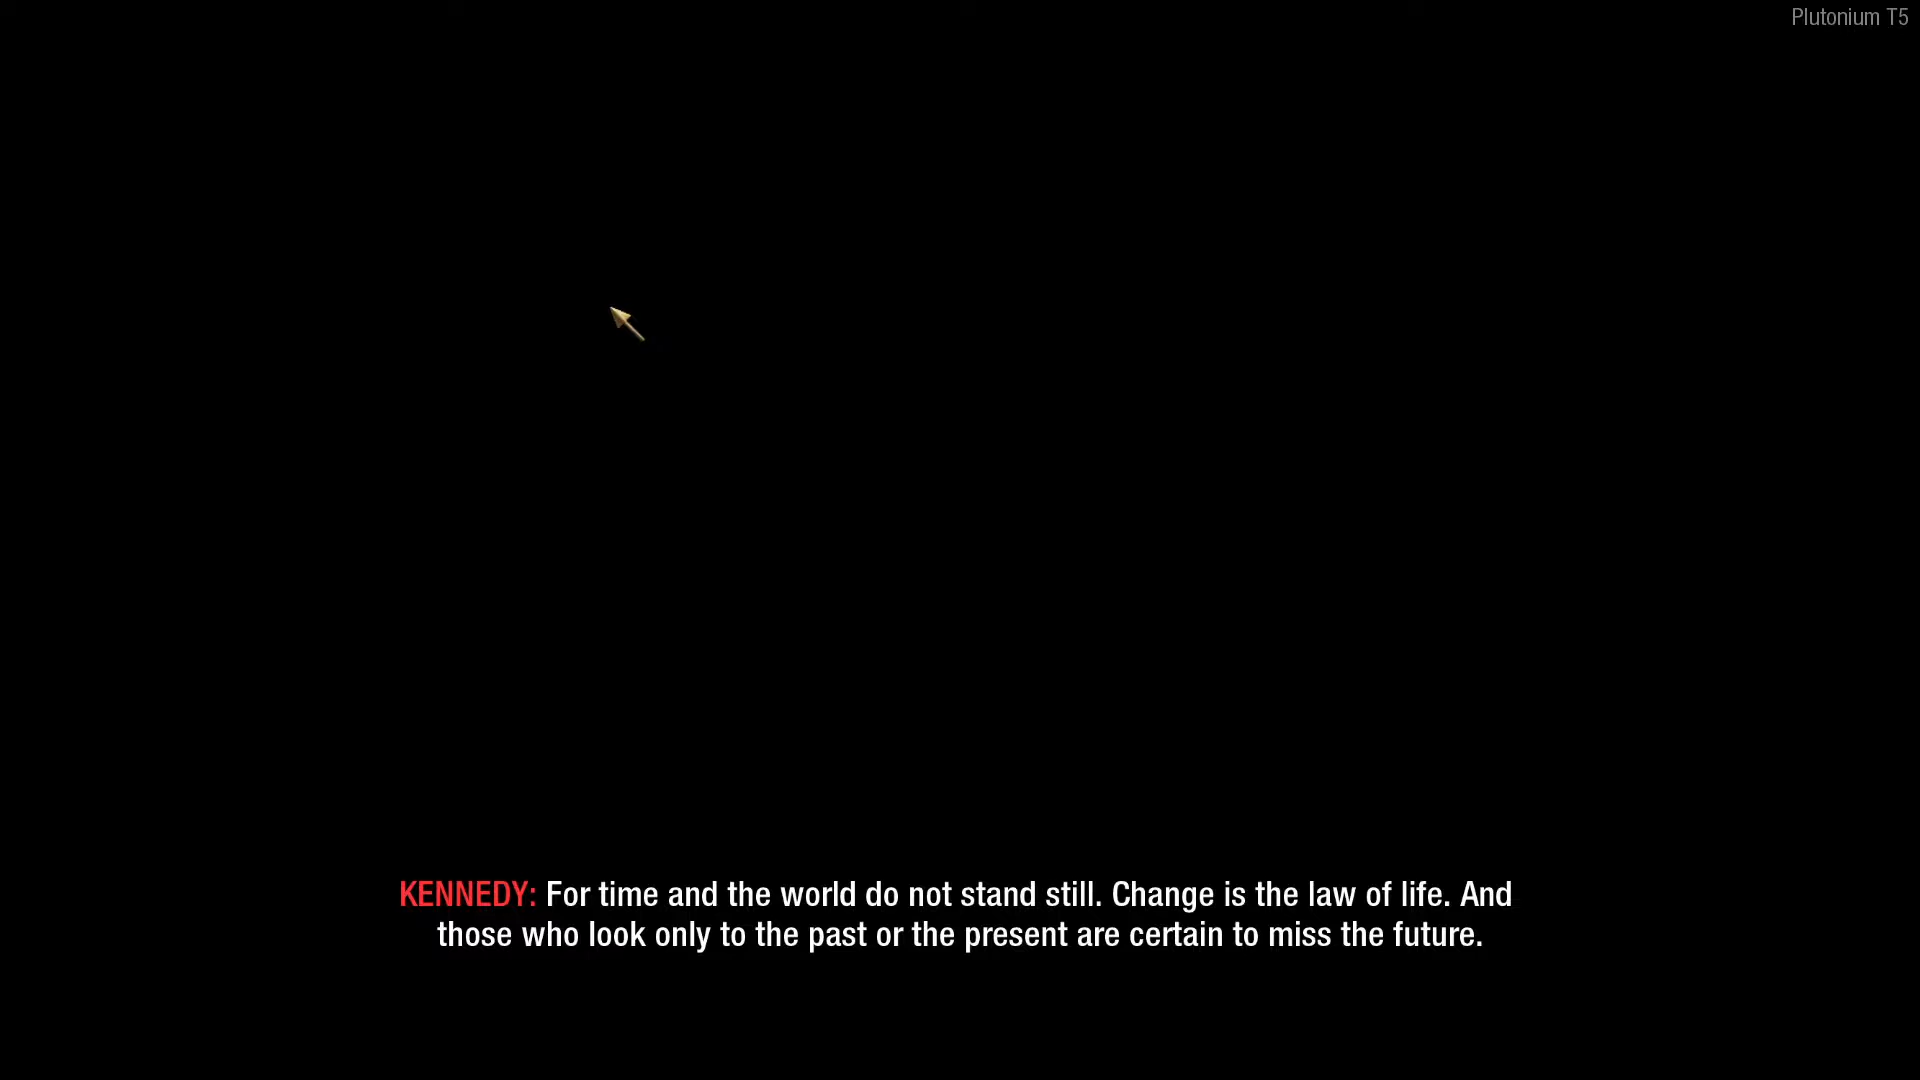 Plutonium T5
KENNEDY: For time and the world do not stand still. Change is the law of life. And
those who look only to the past or the present are certain to miss the future.